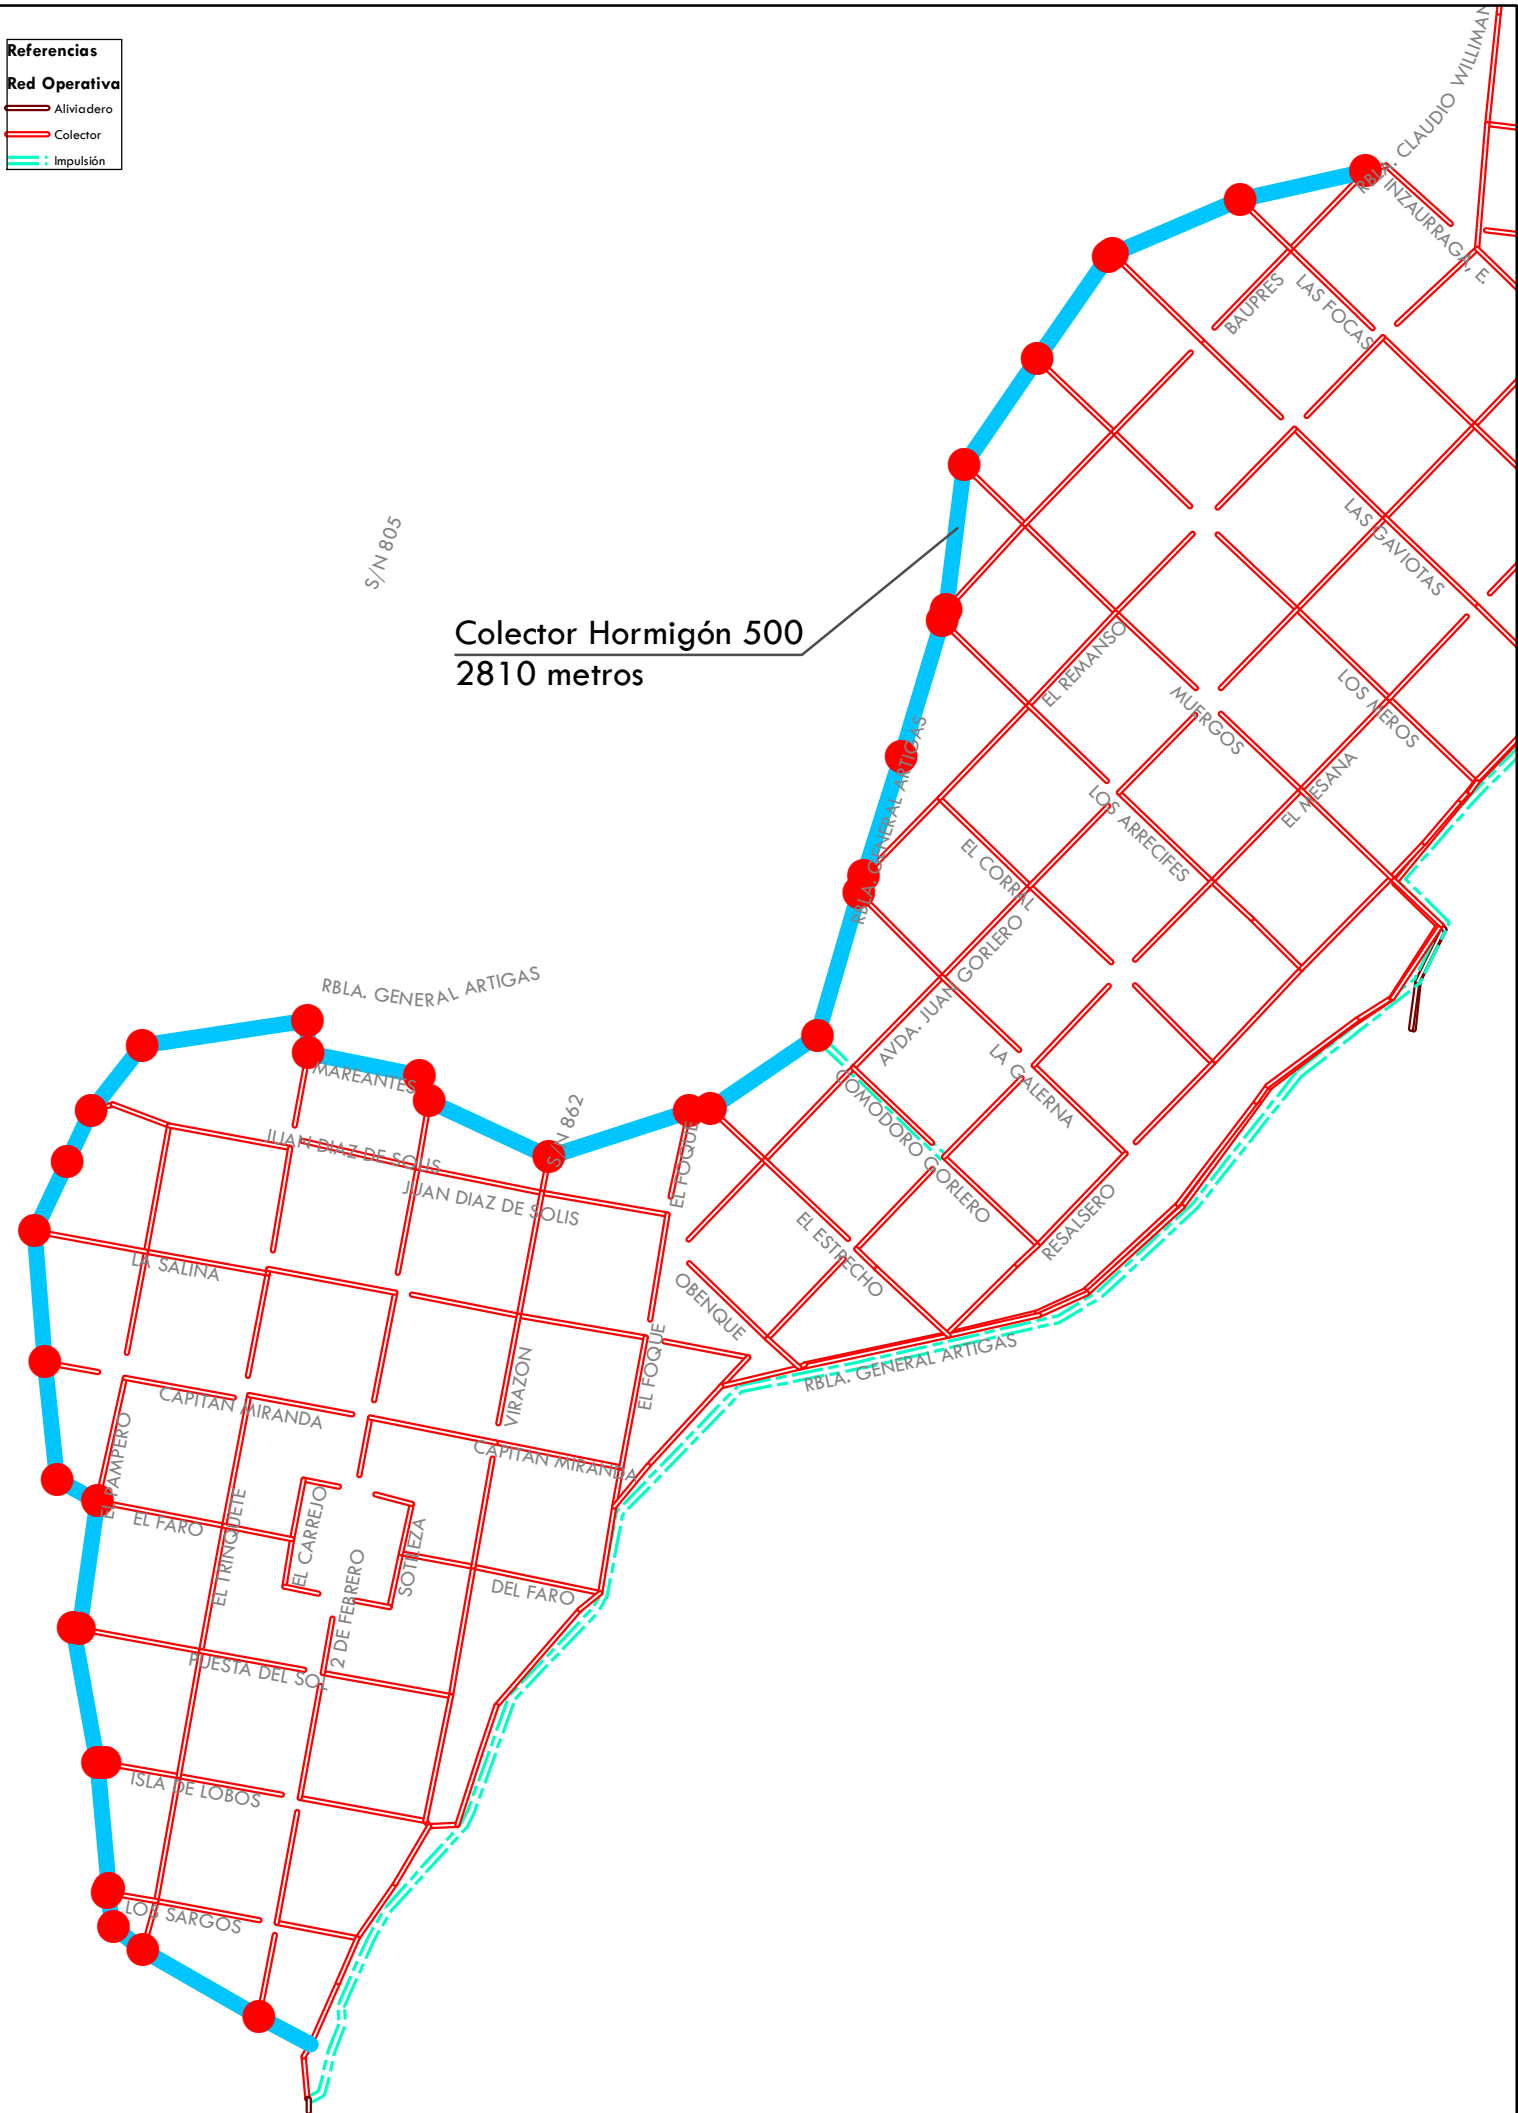 Referencias
Red Operativa
Aliviadero
Colector
Impulsión
RBLA. CLAUDIO WILLIMAN
INZAURRAGA, E.
BAUPRES
LAS FOCAS
LAS GAVIOTAS
S/N 805
Colector Hormigón 500
2810 metros
EL REMANSO
MUERGOS
LOS MEROS
RBLA. GENERAL ARTIGAS
EL MESANA
LOS ARRECIFES
EL CORRAL
AVDA. JUAN GORLERO
RBLA. GENERAL ARTIGAS
MAREANTES
LA GALERNA
COMODORO GORLERO
S/N 862
JUAN DIAZ DE SOLIS
JUAN DIAZ DE SOLIS
EL FOQUE
EL ESTRECHO
RESALSERO
LA SALINA
OBENQUE
RBLA. GENERAL ARTIGAS
EL FOQUE
VIRAZON
CAPITAN MIRANDA
CAPITAN MIRANDA
EL PAMPERO
EL FARO
EL TRINQUETE
EL CARREJO
SOTILEZA
2 DE FEBRERO
DEL FARO
PUESTA DEL SOL
ISLA DE LOBOS
LOS SARGOS